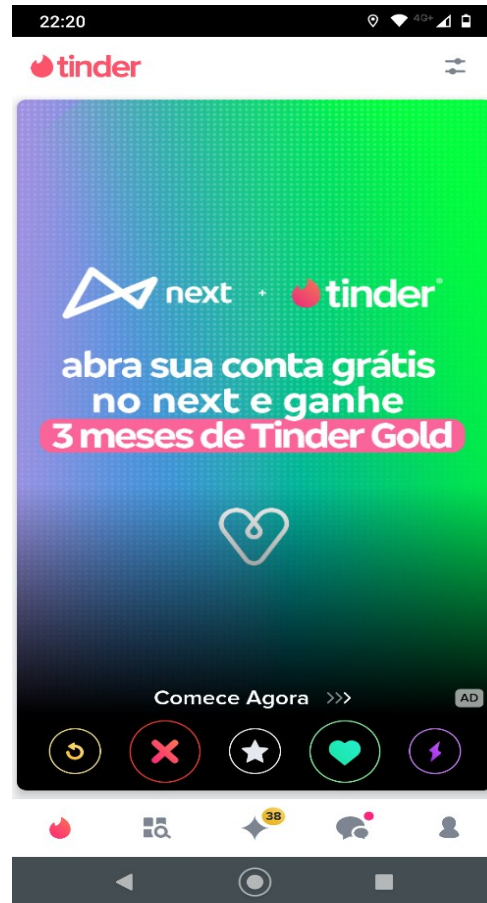 22:20 4G+
tinder
next + tinder®
abra sua conta grátis
no next e ganhe
3 meses de Tinder Gold
Comece Agora >>>
AD
38